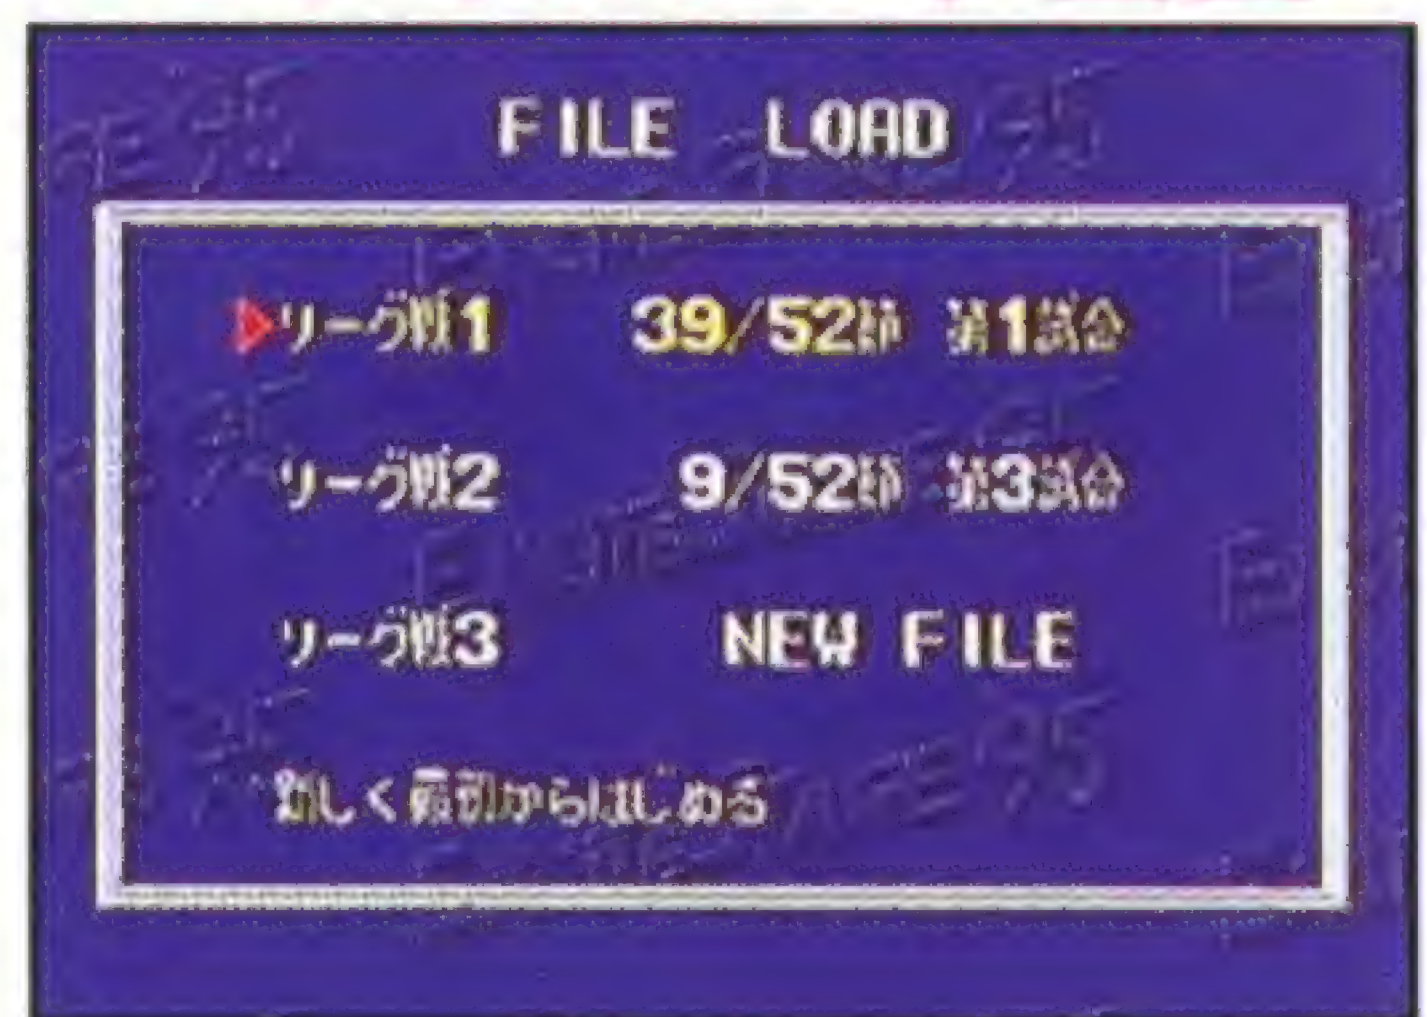 FILE LOAD
リーグ戦1 39/52節 第1試合
リーグ戦2 9/52節 第3試合
リーグ戦3 NEW FILE
新しく最初からはじめる